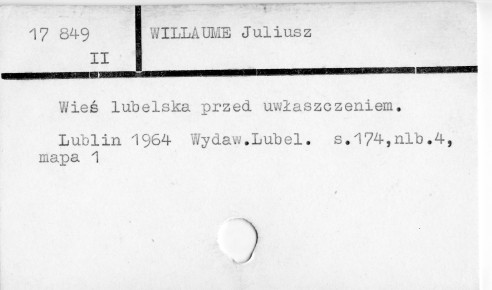 17 849 WILLAUME Juliusz
II
Wieś lubelska przed uwłaszczeniem.
Lublin 1964 Wydaw.Lubel. s.174,nlb.4,
mapa 1